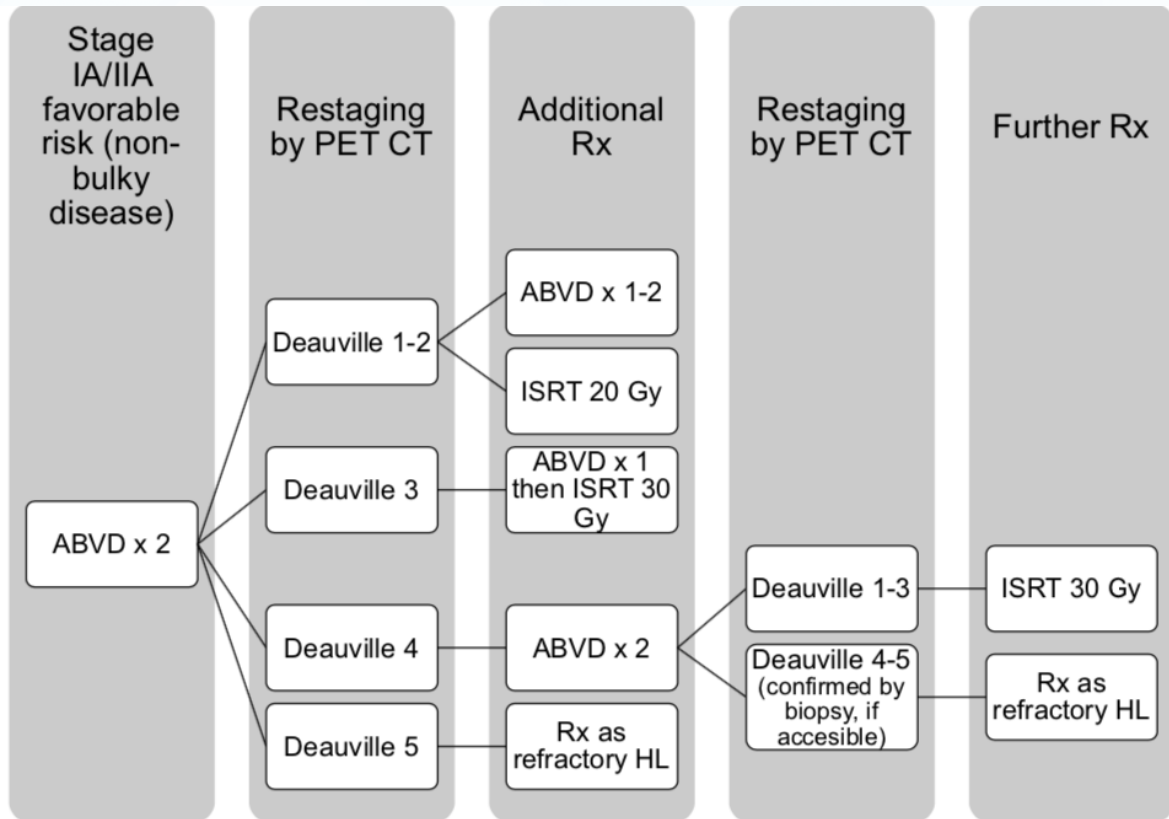 Stage
IA/IIA
favorable
risk (non-
bulky
disease)
Restaging
by PET CT
Additional
Rx
Restaging
by PET CT
Further Rx
ABVD x 2
Deauville 1-2
Deauville 3
Deauville 4
Deauville 5
ABVD x 1-2
ISRT 20 Gy
ABVD x 1
then ISRT 30
Gy
ABVD x 2
Rx as
refractory HL
Deauville 1-3
Deauville 4-5
(confirmed by
biopsy, if
accesible)
ISRT 30 Gy
Rx as
refractory HL